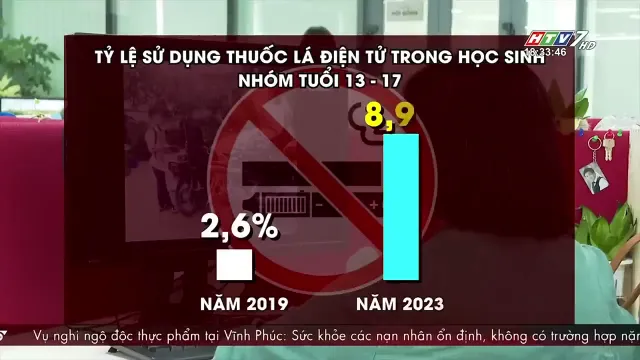 HTV7 HD
18:33:46
TỶ LỆ SỬ DỤNG THUỐC LÁ ĐIỆN TỬ TRONG HỌC SINH
NHÓM TUỔI 13 - 17
8,9
2,6%
NĂM 2019
NĂM 2023
Vụ nghi ngộ độc thực phẩm tại Vĩnh Phúc: Sức khỏe các nạn nhân ổn định, không có trường hợp nặng